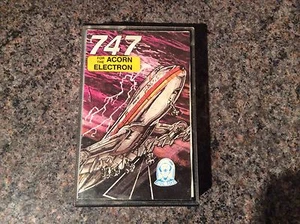 747
FOR THE ACORN
ELECTRON